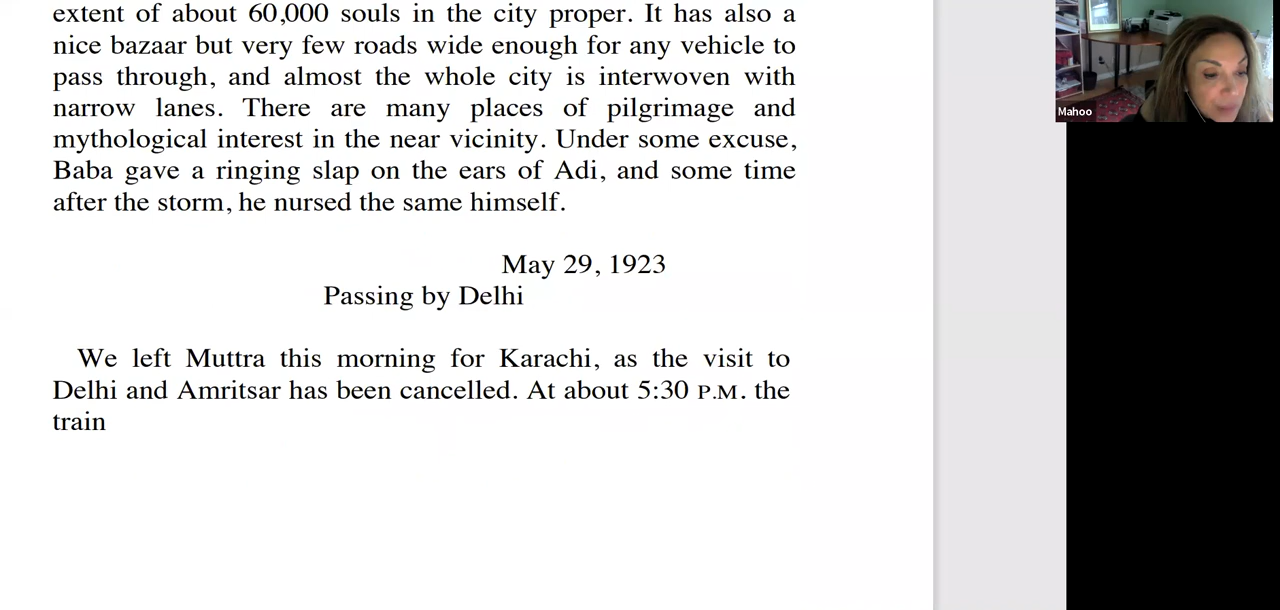 extent of about 60,000 souls in the city proper. It has also a
nice bazaar but very few roads wide enough for any vehicle to
pass through, and almost the whole city is interwoven with
narrow lanes. There are many places of pilgrimage and
mythological interest in the near vicinity. Under some excuse,
Baba gave a ringing slap on the ears of Adi, and some time
after the storm, he nursed the same himself.
May 29, 1923
Passing by Delhi
We left Muttra this morning for Karachi, as the visit to
Delhi and Amritsar has been cancelled. At about 5:30 P.M. the
train
Mahoo